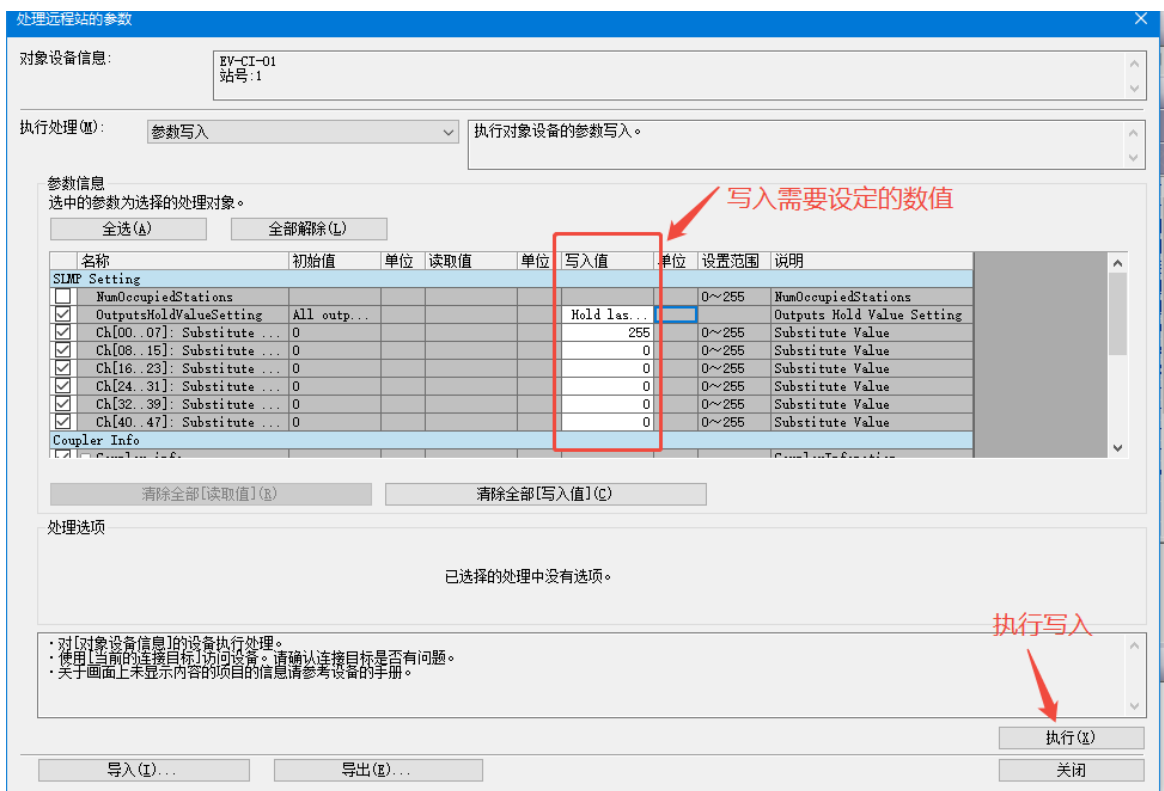 处理远程站的参数
对象设备信息:
EV-CI-01
站号:1
执行处理(M):
参数写入
执行对象设备的参数写入。
参数信息
选中的参数为选择的处理对象。
写入需要设定的数值
全选(A) 全部解除(L)
名称 初始值 单位 读取值 单位 写入值 单位 设置范围 说明
SLMP Setting
NumOccupiedStations 0～255 NumOccupiedStations
OutputsHoldValueSetting All outp... Hold las... Outputs Hold Value Setting
Ch[00..07]: Substitute ... 0 255 0～255 Substitute Value
Ch[08..15]: Substitute ... 0 0 0～255 Substitute Value
Ch[16..23]: Substitute ... 0 0 0～255 Substitute Value
Ch[24..31]: Substitute ... 0 0 0～255 Substitute Value
Ch[32..39]: Substitute ... 0 0 0～255 Substitute Value
Ch[40..47]: Substitute ... 0 0 0～255 Substitute Value
Coupler Info
清除全部[读取值](R) 清除全部[写入值](C)
处理选项
已选择的处理中没有选项。
执行写入
·对[对象设备信息]的设备执行处理。
·使用[当前的连接目标]访问设备。请确认连接目标是否有问题。
·关于画面上未显示内容的项目的信息请参考设备的手册。
执行(X)
导入(I)... 导出(E)... 关闭